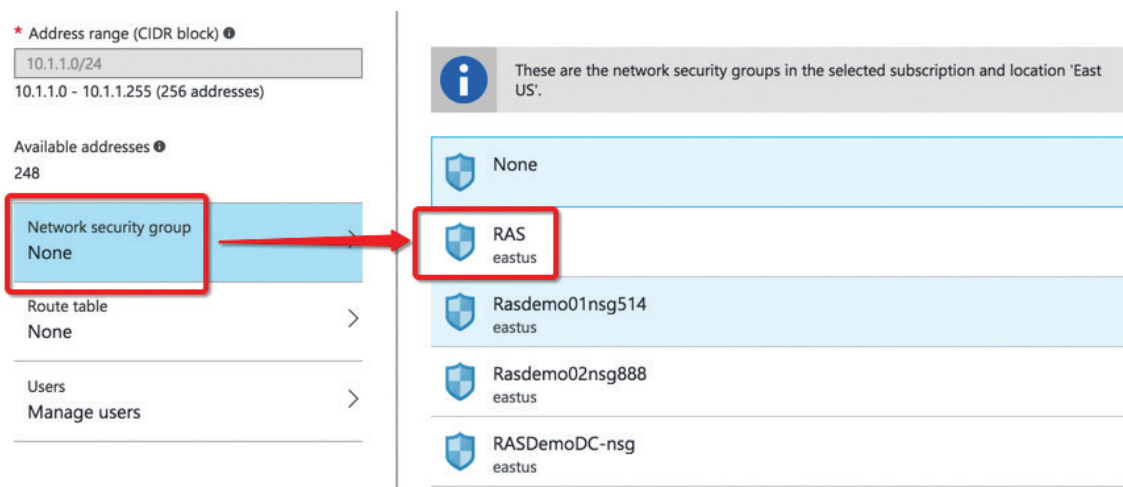 * Address range (CIDR block)
10.1.1.0/24
10.1.1.0 - 10.1.1.255 (256 addresses)
Available addresses
248
Network security group
None
Route table
None
Users
Manage users
These are the network security groups in the selected subscription and location 'East
US'.
None
RAS
eastus
Rasdemo01nsg514
eastus
Rasdemo02nsg888
eastus
RASDemoDC-nsg
eastus